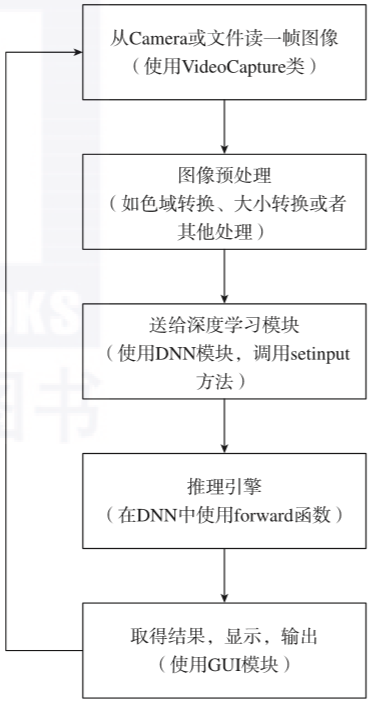 从Camera或文件读一帧图像
（使用VideoCapture类）
图像预处理
（如色域转换、大小转换或者
其他处理）
送给深度学习模块
（使用DNN模块，调用setinput
方法）
推理引擎
（在DNN中使用forward函数）
取得结果，显示，输出
（使用GUI模块）
OKS
图书